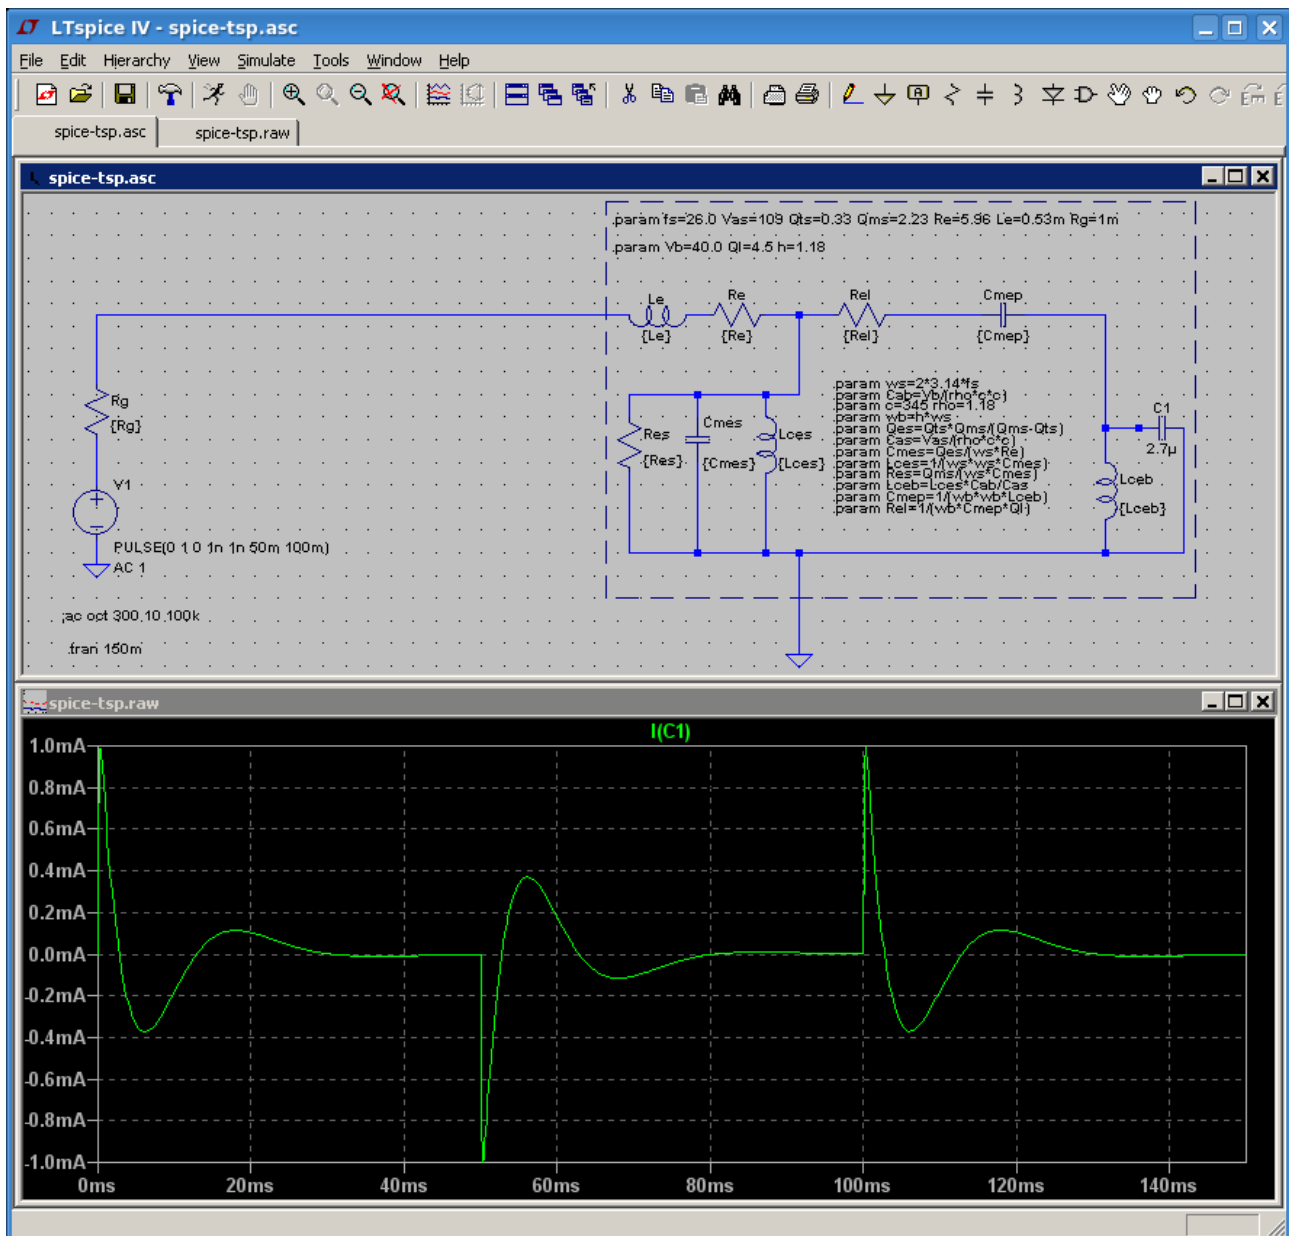 LTspice IV - spice-tsp.asc
File Edit Hierarchy View Simulate Tools Window Help
spice-tsp.asc spice-tsp.raw
spice-tsp.asc
.param fs=26.0 Vas=109 Qts=0.33 Qms=2.23 Re=5.96 Le=0.53m Rg=1m
.param Vb=40.0 Ql=4.5 h=1.18
Le Re Rel Cmep
{Le} {Re} {Rel} {Cmep}
.param ws=2*3.14*fs
.param Cab=Vb/(rho*c*c)
.param c=345 rho=1.18
.param wb=h*ws
.param Qes=Qts*Qms/(Qms-Qts)
.param Cas=Vas/(rho*c*c)
.param Cmes=Qes/(ws*Re)
.param Lces=1/(ws*ws*Cmes)
.param Res=Qms/(ws*Cmes)
.param Lceb=Lces*Cab/Cas
.param Cmep=1/(wb*wb*Lceb)
.param Rel=1/(wb*Cmep*Ql)
Rg
{Rg}
Res
{Res}
Cmes
{Cmes}
Lces
{Lces}
C1
2.7µ
Lceb
{Lceb}
V1
PULSE(0 1 0 1n 1n 50m 100m)
AC 1
;ac oct 300 10 100k
.tran 150m
spice-tsp.raw
I(C1)
1.0mA
0.8mA
0.6mA
0.4mA
0.2mA
0.0mA
-0.2mA
-0.4mA
-0.6mA
-0.8mA
-1.0mA
0ms 20ms 40ms 60ms 80ms 100ms 120ms 140ms